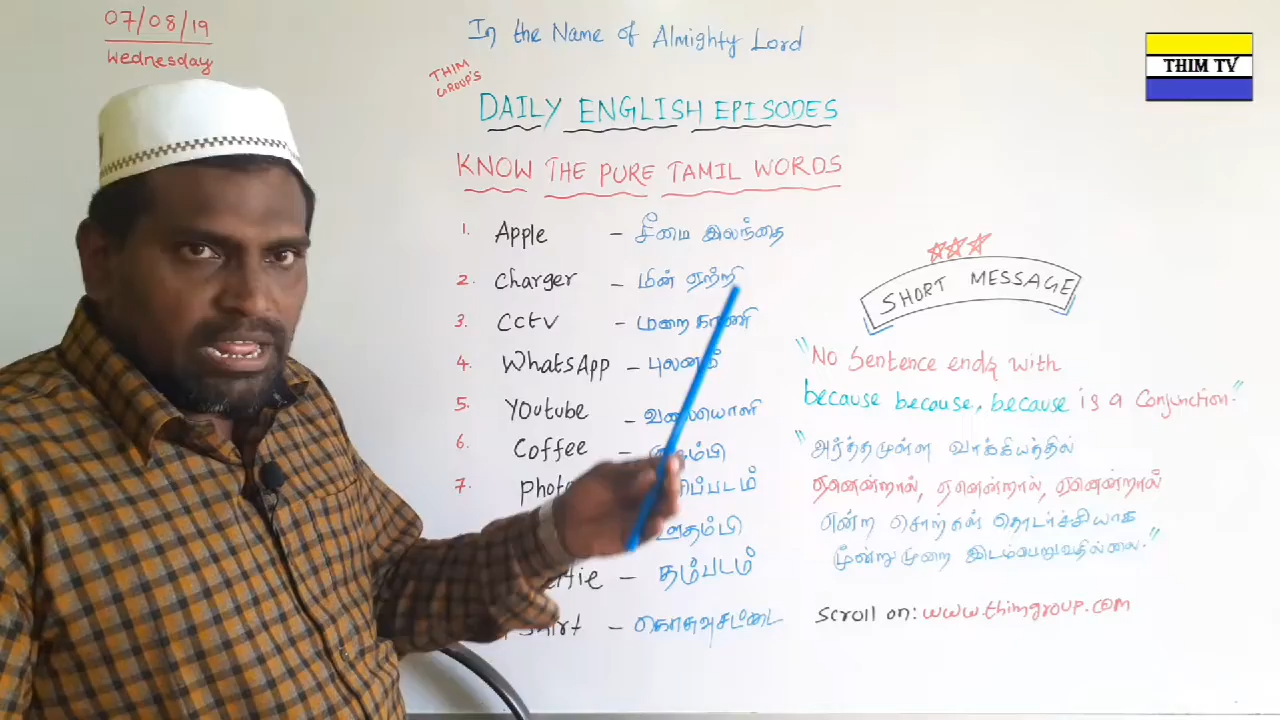 07/08/19
Wednesday
In the Name of Almighty Lord
THIM TV
THIM GROUP'S
DAILY ENGLISH EPISODES
KNOW THE PURE TAMIL WORDS
1. Apple - சீமை இலந்தை
2. Charger - மின் ஏற்றி
3. Cctv - மறை காணி
4. WhatsApp - புலனம்
5. Youtube - வலையொளி
6. Coffee -
7.
தம்படம்
SHORT MESSAGE
"No Sentence ends with
because because, because is a Conjunction."
"அர்த்தமுள்ள வாக்கியத்தில்
ஏனென்றால், ஏனென்றால், ஏனென்றால்
என்ற சொற்கள் தொடர்ச்சியாக
மூன்றுமுறை இடம்பெறுவதில்லை."
Scroll on: www.thimgroup.com